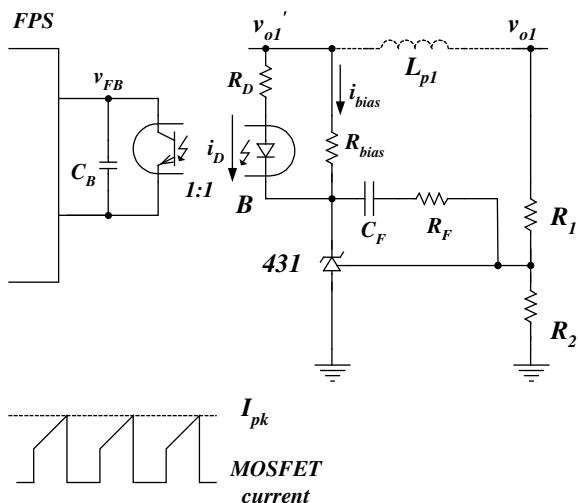 FPS
v_o1'
v_o1
v_FB
R_D
L_p1
i_bias
R_bias
i_D
C_B
1:1
B
C_F
R_F
R_1
431
R_2
I_pk
MOSFET
current